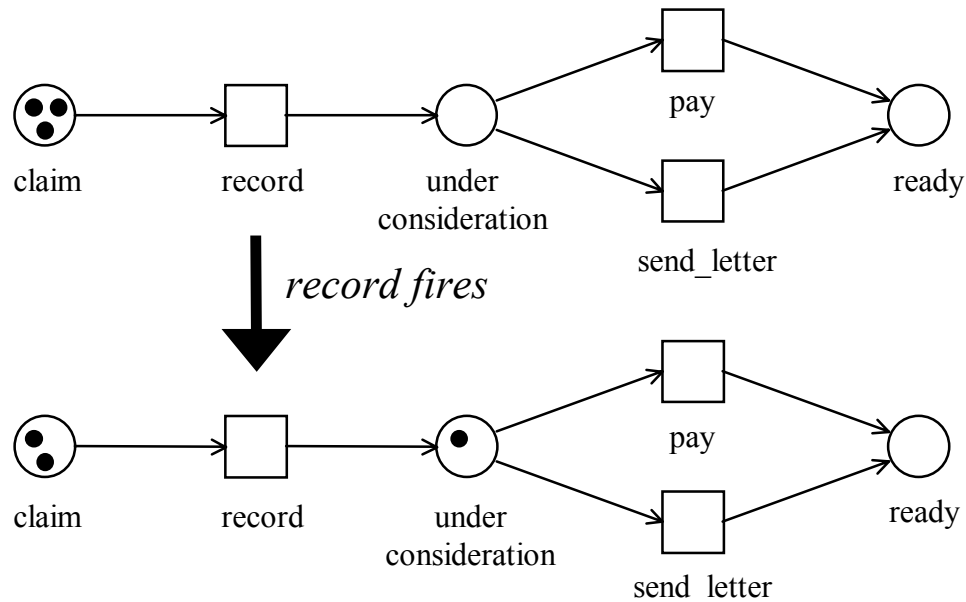 pay
claim
record
under
consideration
ready
send_letter
record fires
pay
claim
record
under
consideration
ready
send_letter